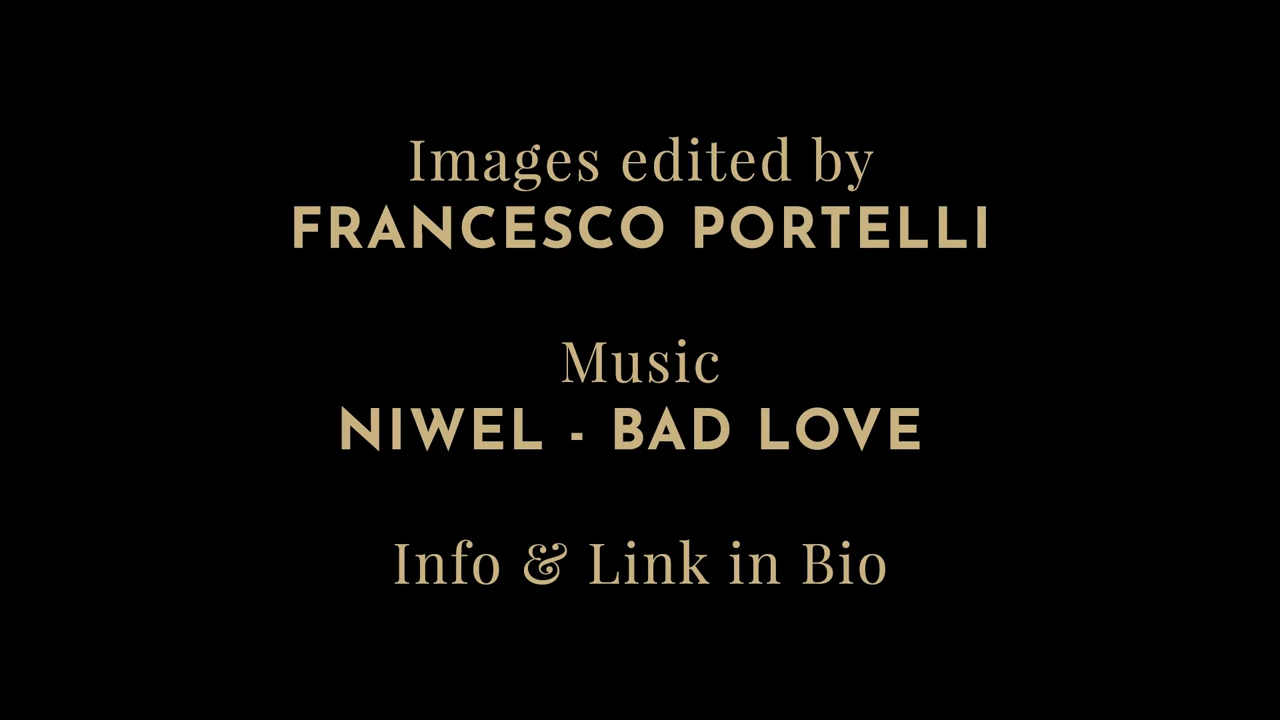 Images edited by
FRANCESCO PORTELLI
Music
NIWEL - BAD LOVE
Info & Link in Bio